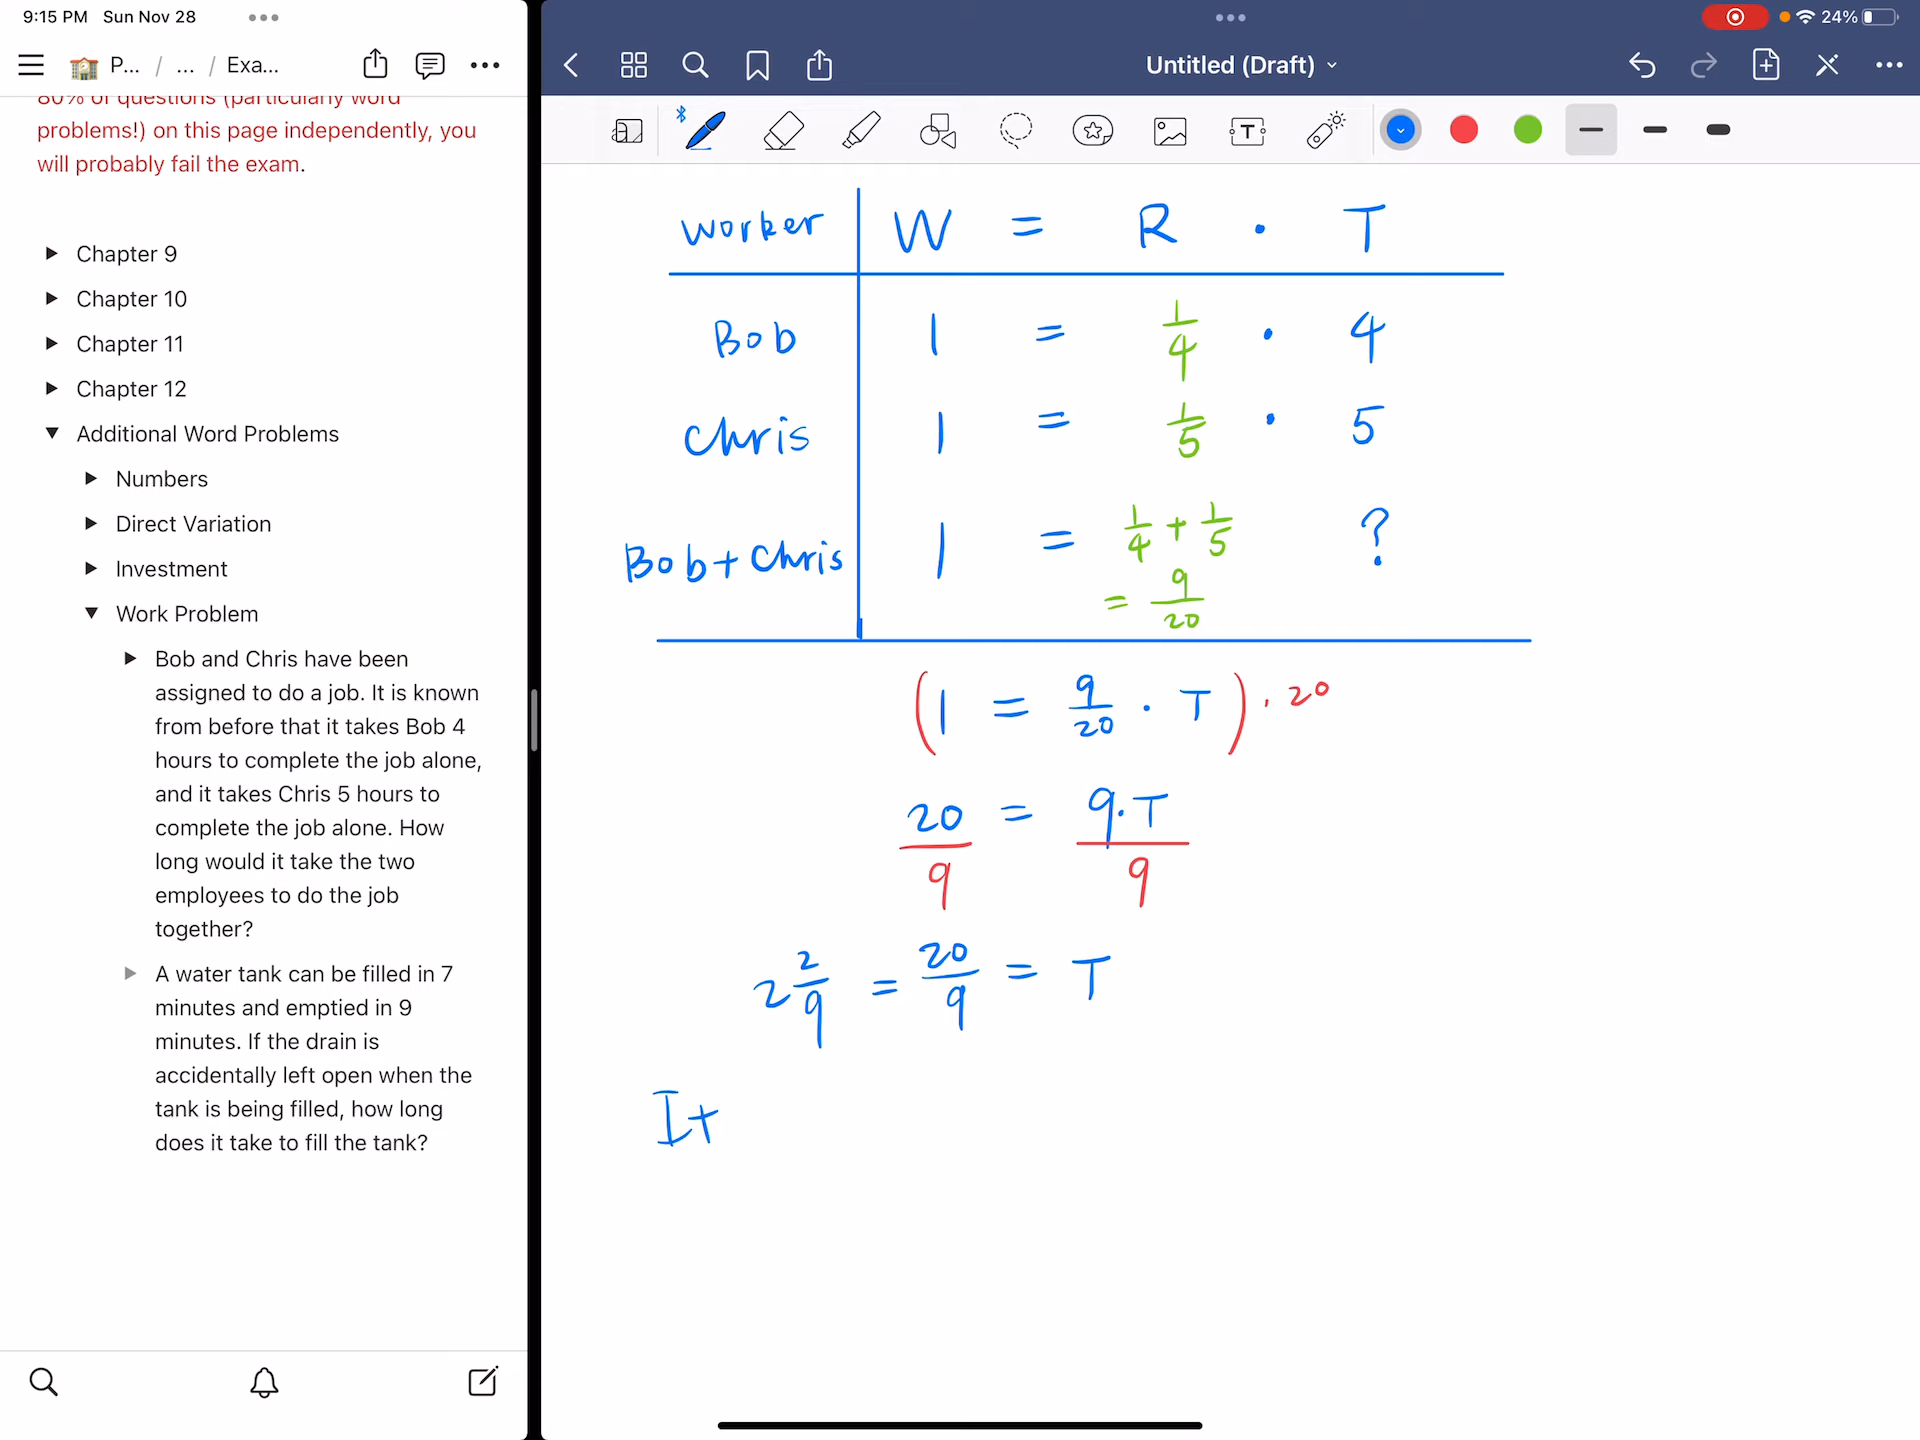 9:15 PM Sun Nov 28
P... / ... / Exa...
80% of questions (particularly word
problems!) on this page independently, you
will probably fail the exam.
Chapter 9
Chapter 10
Chapter 11
Chapter 12
Additional Word Problems
Numbers
Direct Variation
Investment
Work Problem
Bob and Chris have been
assigned to do a job. It is known
from before that it takes Bob 4
hours to complete the job alone,
and it takes Chris 5 hours to
complete the job alone. How
long would it take the two
employees to do the job
together?
A water tank can be filled in 7
minutes and emptied in 9
minutes. If the drain is
accidentally left open when the
tank is being filled, how long
does it take to fill the tank?
24%
Untitled (Draft)
Worker W = R · T
Bob 1 = 1/4 · 4
Chris 1 = 1/5 · 5
Bob + Chris 1 = 1/4 + 1/5 ?
= 9/20
(1 = 9/20 · T) · 20
20/9 = 9·T/9
2 2/9 = 20/9 = T
It